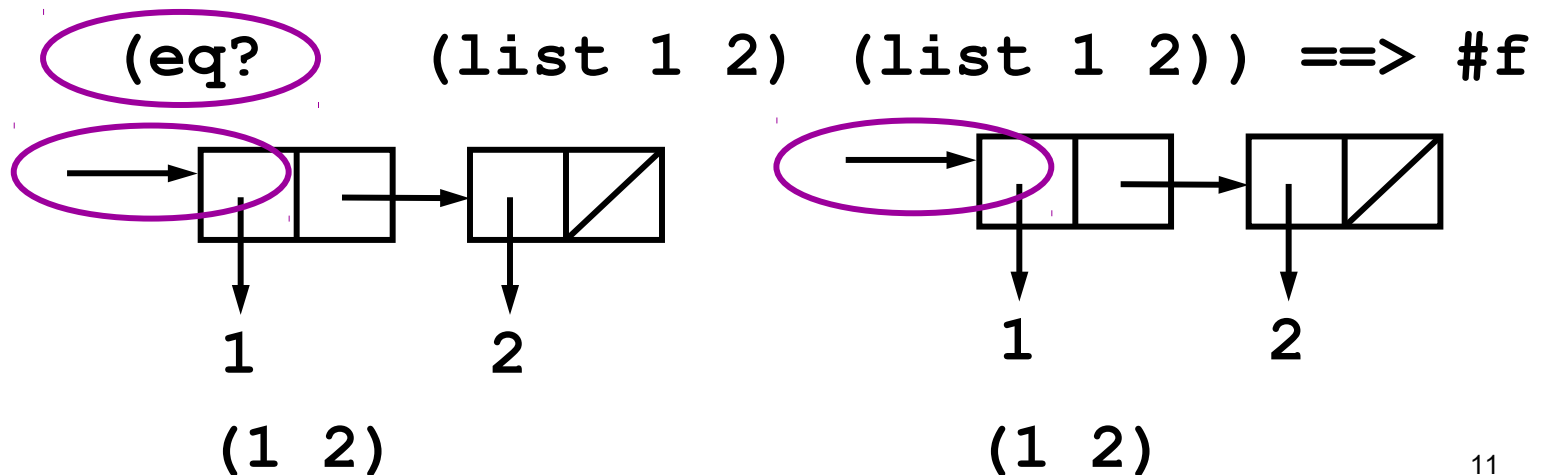 (eq? (list 1 2) (list 1 2)) ==> #f
1 2 1 2
(1 2) (1 2)
11